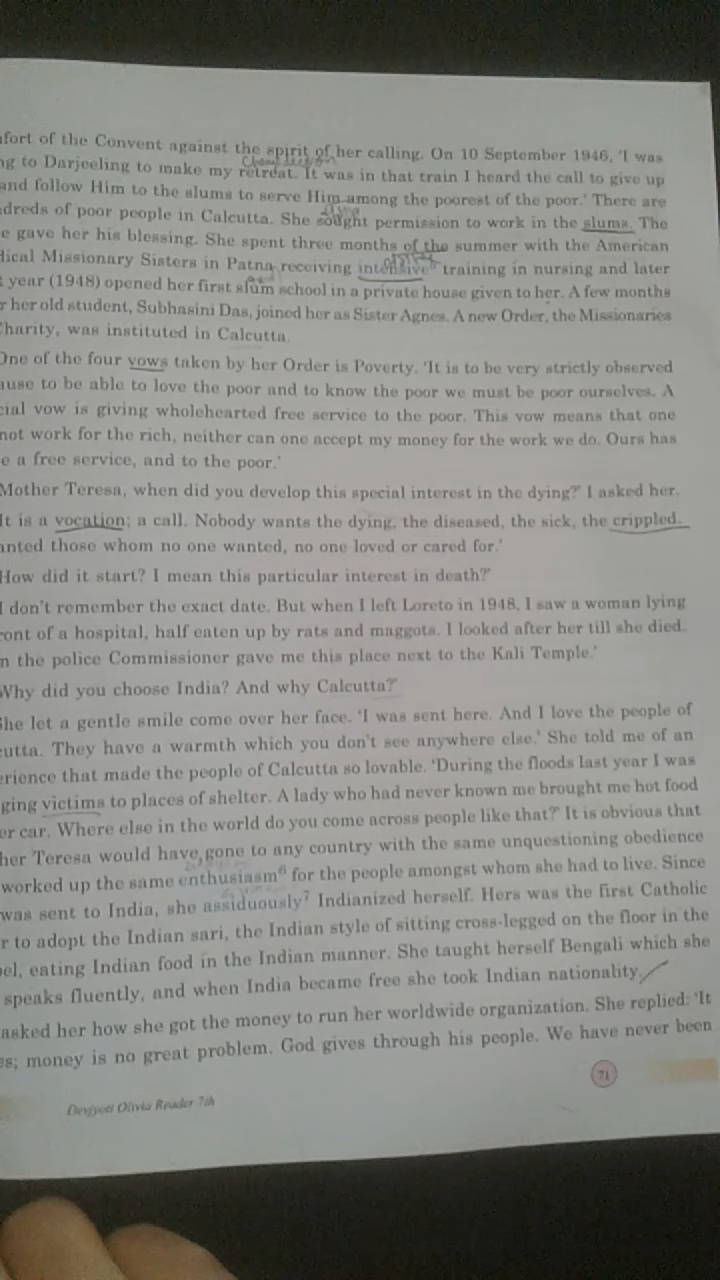 fort of the Convent against the spirit of her calling. On 10 September 1946, 'I was
ng to Darjeeling to make my retreat. It was in that train I heard the call to give up
and follow Him to the slums to serve Him among the poorest of the poor.' There are
dreds of poor people in Calcutta. She sought permission to work in the slums. The
e gave her his blessing. She spent three months of the summer with the American
dical Missionary Sisters in Patna receiving intensive training in nursing and later
year (1948) opened her first slum school in a private house given to her. A few months
r her old student, Subhasini Das, joined her as Sister Agnes. A new Order, the Missionaries
Charity, was instituted in Calcutta.
One of the four vows taken by her Order is Poverty. 'It is to be very strictly observed
ause to be able to love the poor and to know the poor we must be poor ourselves. A
cial vow is giving wholehearted free service to the poor. This vow means that one
not work for the rich, neither can one accept my money for the work we do. Ours has
e a free service, and to the poor.'
Mother Teresa, when did you develop this special interest in the dying?' I asked her.
It is a vocation; a call. Nobody wants the dying, the diseased, the sick, the crippled.
anted those whom no one wanted, no one loved or cared for.'
How did it start? I mean this particular interest in death?'
I don't remember the exact date. But when I left Loreto in 1948, I saw a woman lying
ront of a hospital, half eaten up by rats and maggots. I looked after her till she died.
n the police Commissioner gave me this place next to the Kali Temple.'
Why did you choose India? And why Calcutta?'
She let a gentle smile come over her face. 'I was sent here. And I love the people of
cutta. They have a warmth which you don't see anywhere else.' She told me of an
erience that made the people of Calcutta so lovable. 'During the floods last year I was
ging victims to places of shelter. A lady who had never known me brought me hot food
er car. Where else in the world do you come across people like that?' It is obvious that
her Teresa would have gone to any country with the same unquestioning obedience
worked up the same enthusiasm⁶ for the people amongst whom she had to live. Since
was sent to India, she assiduously⁷ Indianized herself. Hers was the first Catholic
r to adopt the Indian sari, the Indian style of sitting cross-legged on the floor in the
pel, eating Indian food in the Indian manner. She taught herself Bengali which she
speaks fluently, and when India became free she took Indian nationality.
asked her how she got the money to run her worldwide organization. She replied: 'It
es; money is no great problem. God gives through his people. We have never been
71
Devjyoti Olivia Reader 7th